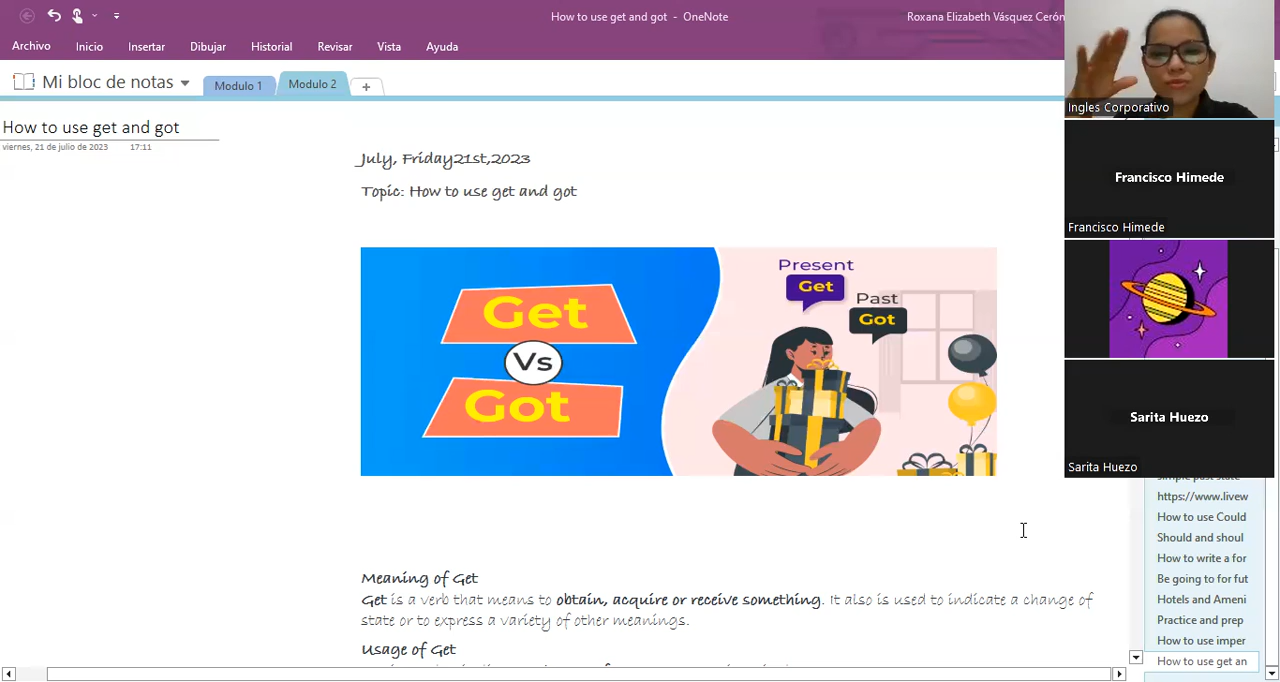 How to use get and got - OneNote
Roxana Elizabeth Vásquez Cerón
Archivo Inicio Insertar Dibujar Historial Revisar Vista Ayuda
Mi bloc de notas Modulo 1 Modulo 2 +
How to use get and got
viernes, 21 de julio de 2023 17:11
July, Friday21st,2023
Topic: How to use get and got
Get
Vs
Got
Present
Get
Past
Got
Meaning of Get
Get is a verb that means to obtain, acquire or receive something. It also is used to indicate a change of
state or to express a variety of other meanings.
Usage of Get
Ingles Corporativo
Francisco Himede
Francisco Himede
Sarita Huezo
Sarita Huezo
simple past state
https://www.livew
How to use Could
Should and shoul
How to write a for
Be going to for fut
Hotels and Ameni
Practice and prep
How to use imper
How to use get an